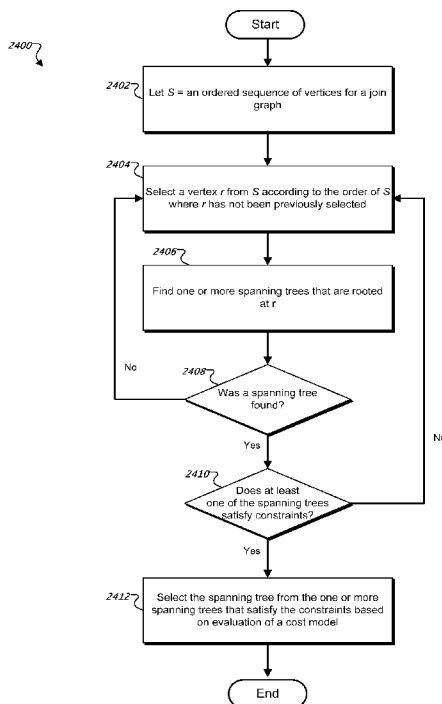 Start
2400
2402
Let S = an ordered sequence of vertices for a join
graph
2404
Select a vertex r from S according to the order of S
where r has not been previously selected
2406
Find one or more spanning trees that are rooted
at r
No
2408
Was a spanning tree
found?
Yes
2410
Does at least
one of the spanning trees
satisfy constraints?
Yes
2412
Select the spanning tree from the one or more
spanning trees that satisfy the constraints based
on evaluation of a cost model
End